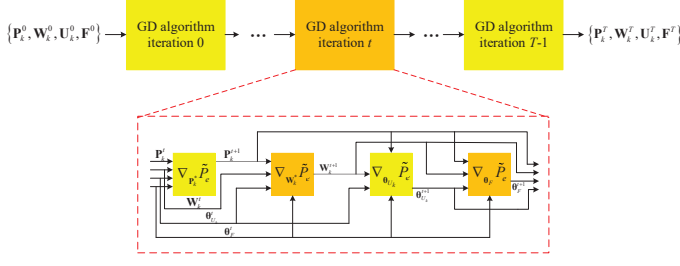 {P_k^0, W_k^0, U_k^0, F^0}
GD algorithm
iteration 0
...
GD algorithm
iteration t
...
GD algorithm
iteration T-1
{P_k^T, W_k^T, U_k^T, F^T}
P_k^t
∇_{P_k^*} P̃_e
P_k^{t+1}
∇_{W_k^*} P̃_e
W_k^{t+1}
∇_{θ_{U_k}} P̃_e
θ_{U_k}^{t+1}
∇_{θ_F} P̃_e
θ_F^{t+1}
W_k^t
θ_{U_k}^t
θ_F^t